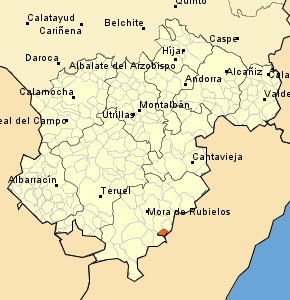 Quinto
Calatayud
Cariñena
Belchite
Caspe
Híjar
Daroca
Albalate del Arzobispo
Alcañiz
Cala
Andorra
Valde
Calamocha
Montalbán
Utrillas
eal del Campo
Cantavieja
Albarracín
Teruel
Mora de Rubielos